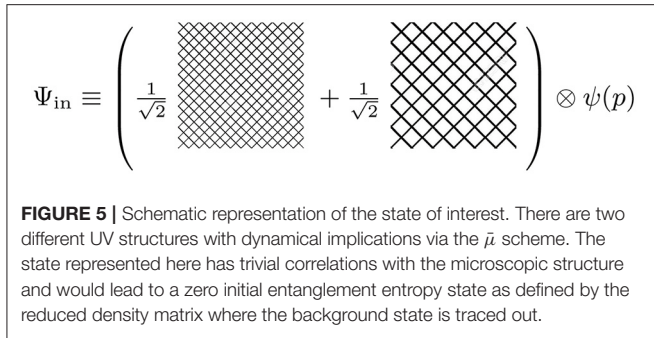 Ψ_in ≡ ( 1/√2 + 1/√2 ) ⊗ ψ(p)
FIGURE 5 | Schematic representation of the state of interest. There are two
different UV structures with dynamical implications via the μ̄ scheme. The
state represented here has trivial correlations with the microscopic structure
and would lead to a zero initial entanglement entropy state as defined by the
reduced density matrix where the background state is traced out.